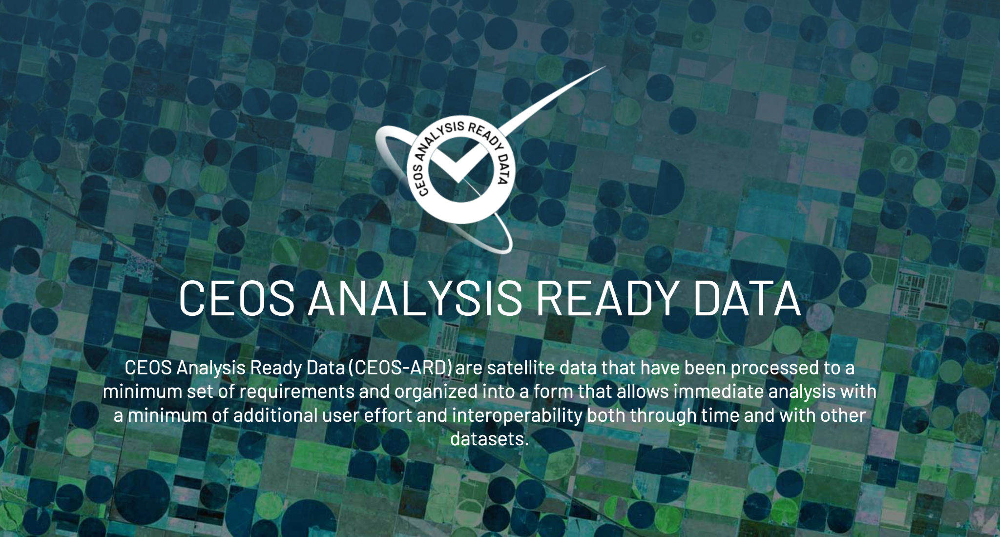 CEOS ANALYSIS READY DATA
CEOS ANALYSIS READY DATA
CEOS Analysis Ready Data (CEOS-ARD) are satellite data that have been processed to a
minimum set of requirements and organized into a form that allows immediate analysis with
a minimum of additional user effort and interoperability both through time and with other
datasets.